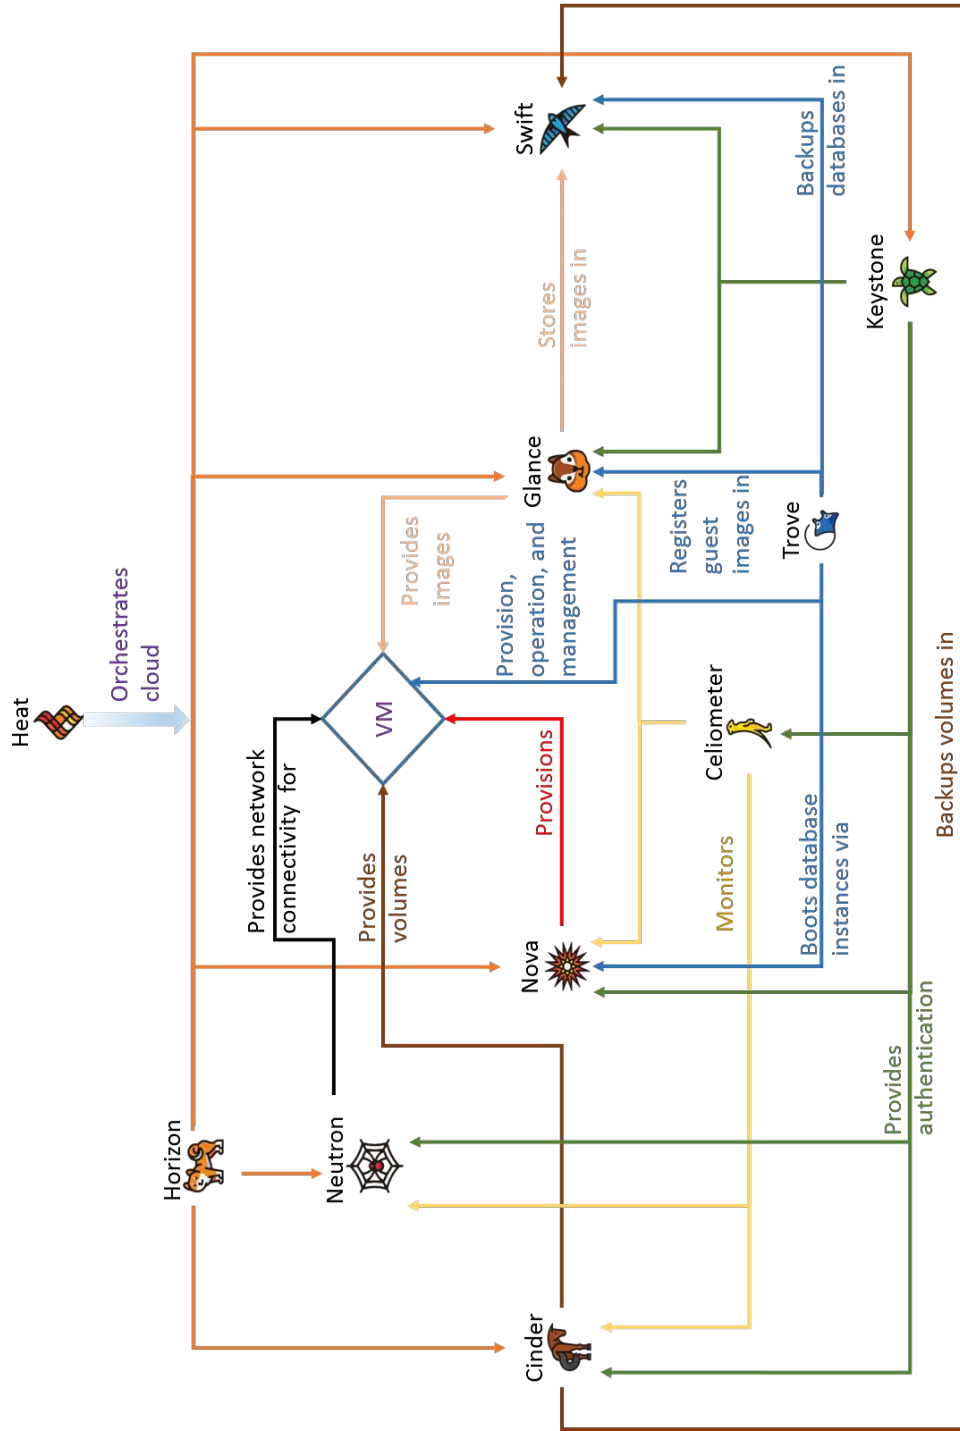 Heat
Orchestrates
cloud
Horizon
Provides network
connectivity for
Neutron
Provides
volumes
VM
Provides
images
Cinder
Nova
Provisions
Provision,
operation, and
management
Glance
Stores
images in
Swift
Monitors
Celiometer
Registers
guest
images in
Trove
Boots database
instances via
Backups
databases in
Keystone
Provides
authentication
Backups volumes in